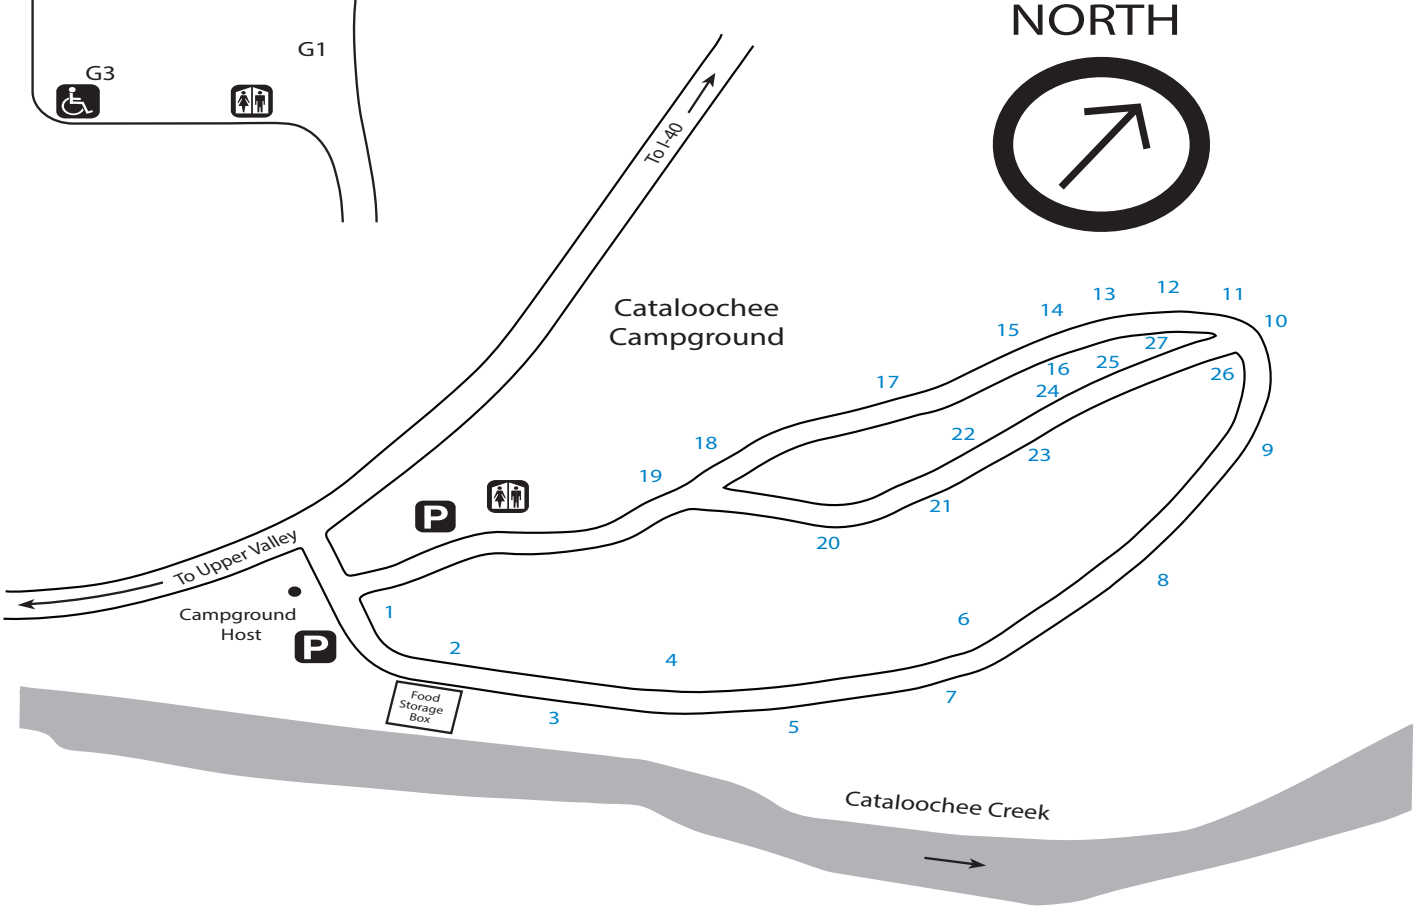 NORTH
G1
G3
To I-40
Cataloochee
Campground
12
13
11
14
10
15
27
25
16
26
17
24
22
18
9
23
19
21
P
20
To Upper Valley
8
Campground
Host
1
6
P
2
4
7
Food
Storage
Box
3
5
Cataloochee Creek